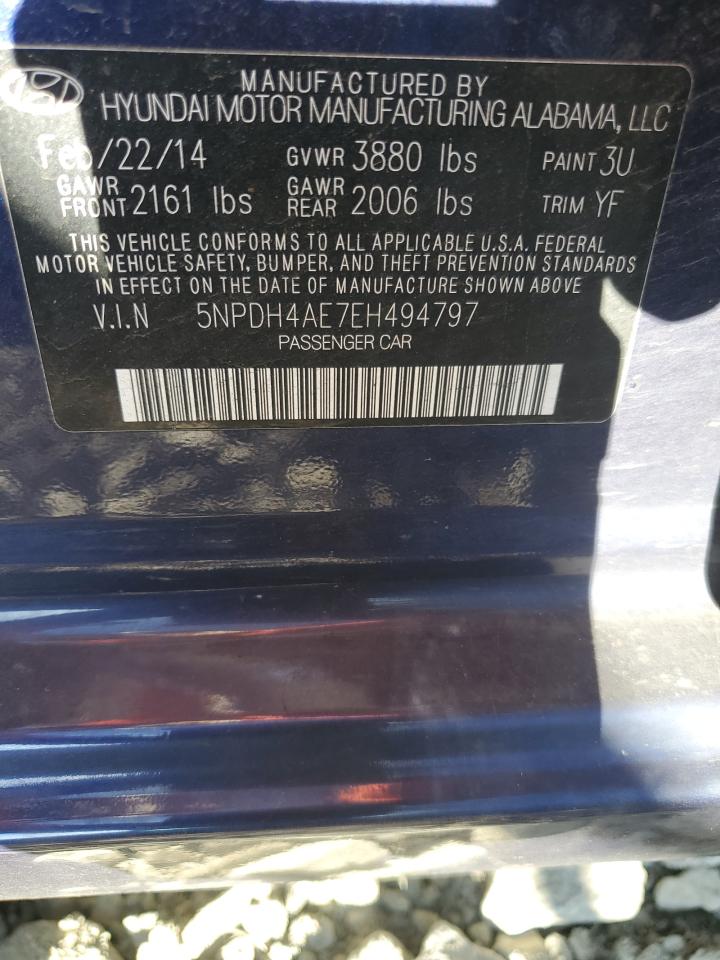 MANUFACTURED BY
HYUNDAI MOTOR MANUFACTURING ALABAMA, LLC
Feb/22/14 GVWR 3880 lbs PAINT 3U
GAWR FRONT 2161 lbs GAWR REAR 2006 lbs TRIM YF
THIS VEHICLE CONFORMS TO ALL APPLICABLE U.S.A. FEDERAL
MOTOR VEHICLE SAFETY, BUMPER, AND THEFT PREVENTION STANDARDS
IN EFFECT ON THE DATE OF MANUFACTURE SHOWN ABOVE
V.I.N 5NPDH4AE7EH494797
PASSENGER CAR